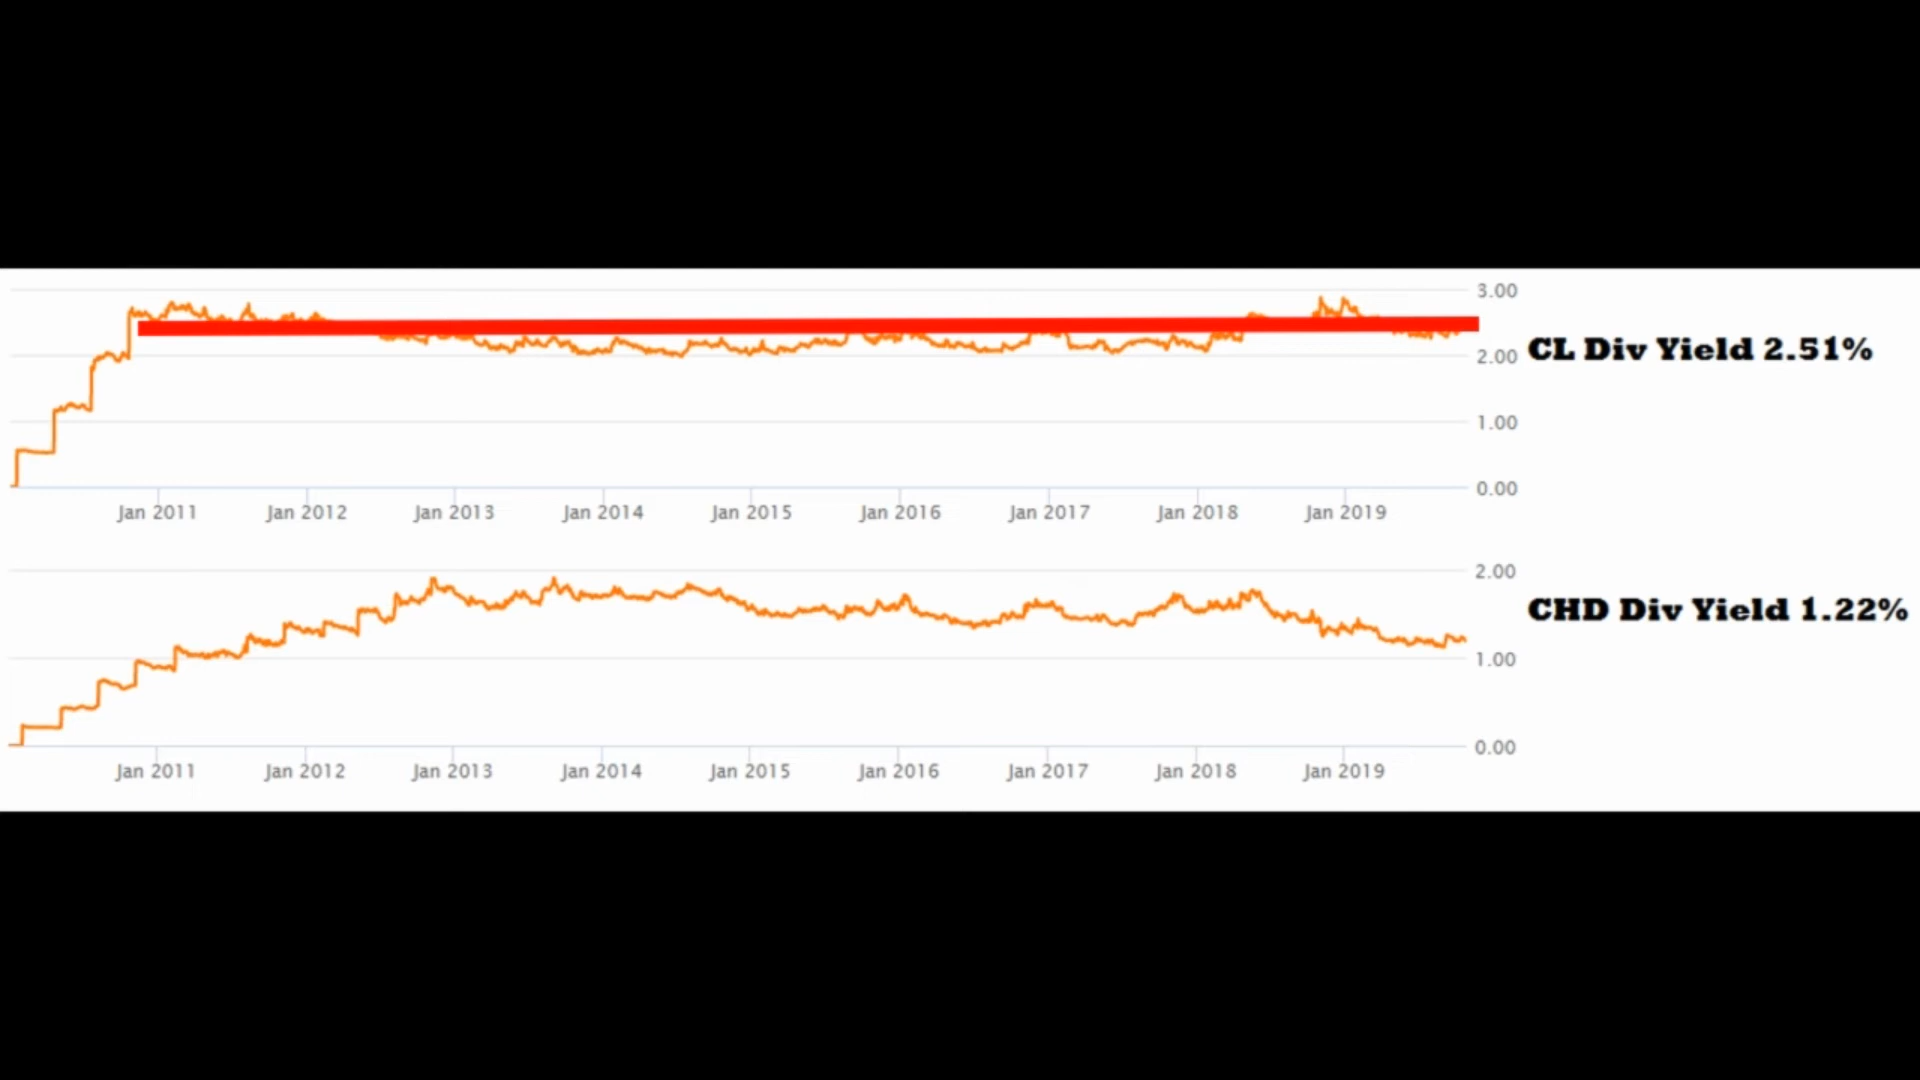 3.00
2.00 CL Div Yield 2.51%
1.00
0.00
Jan 2011 Jan 2012 Jan 2013 Jan 2014 Jan 2015 Jan 2016 Jan 2017 Jan 2018 Jan 2019
2.00
CHD Div Yield 1.22%
1.00
0.00
Jan 2011 Jan 2012 Jan 2013 Jan 2014 Jan 2015 Jan 2016 Jan 2017 Jan 2018 Jan 2019